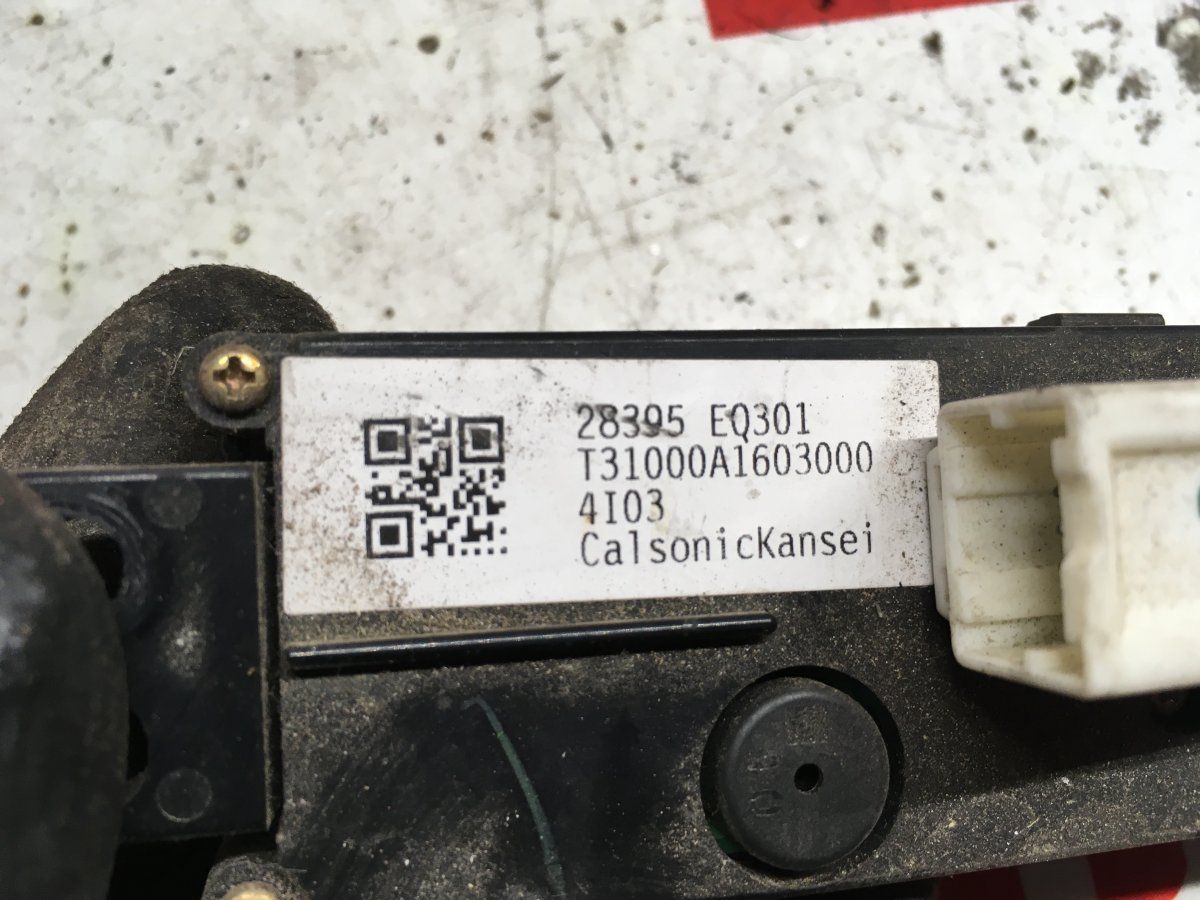 28395 EQ301
T31000A1603000
4I03
CalsonicKansei